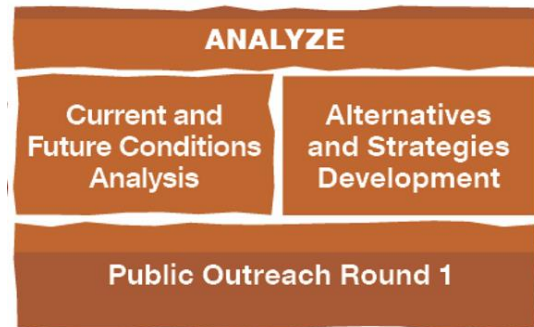 ANALYZE
Current and
Future Conditions
Analysis
Alternatives
and Strategies
Development
Public Outreach Round 1